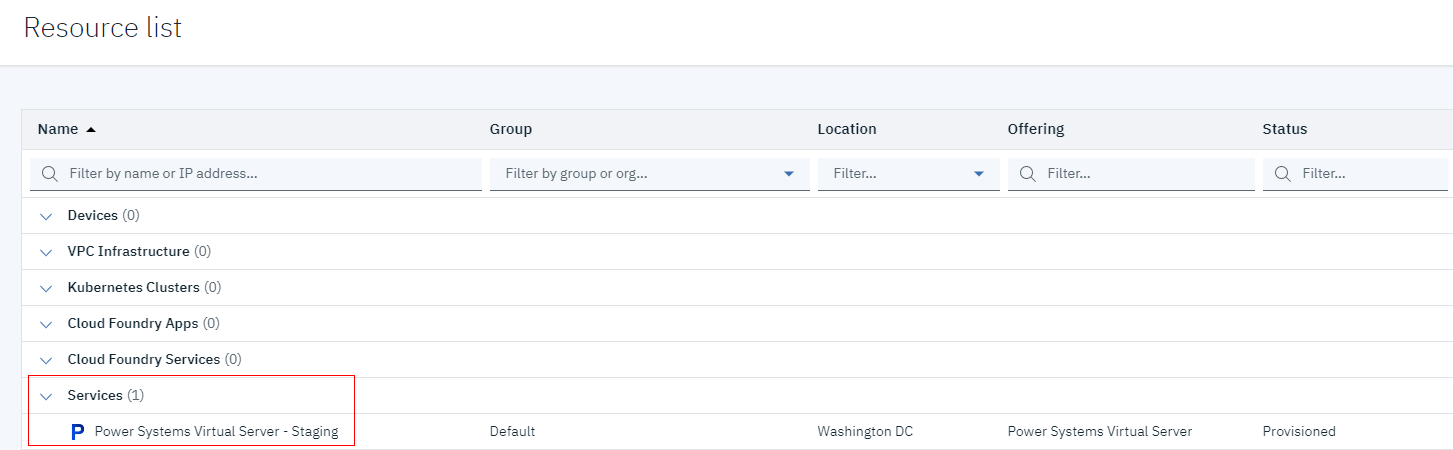 Resource list
Name Group Location Offering Status
Filter by name or IP address... Filter by group or org... Filter... Filter... Filter...
Devices (0)
VPC Infrastructure (0)
Kubernetes Clusters (0)
Cloud Foundry Apps (0)
Cloud Foundry Services (0)
Services (1)
P Power Systems Virtual Server - Staging Default Washington DC Power Systems Virtual Server Provisioned